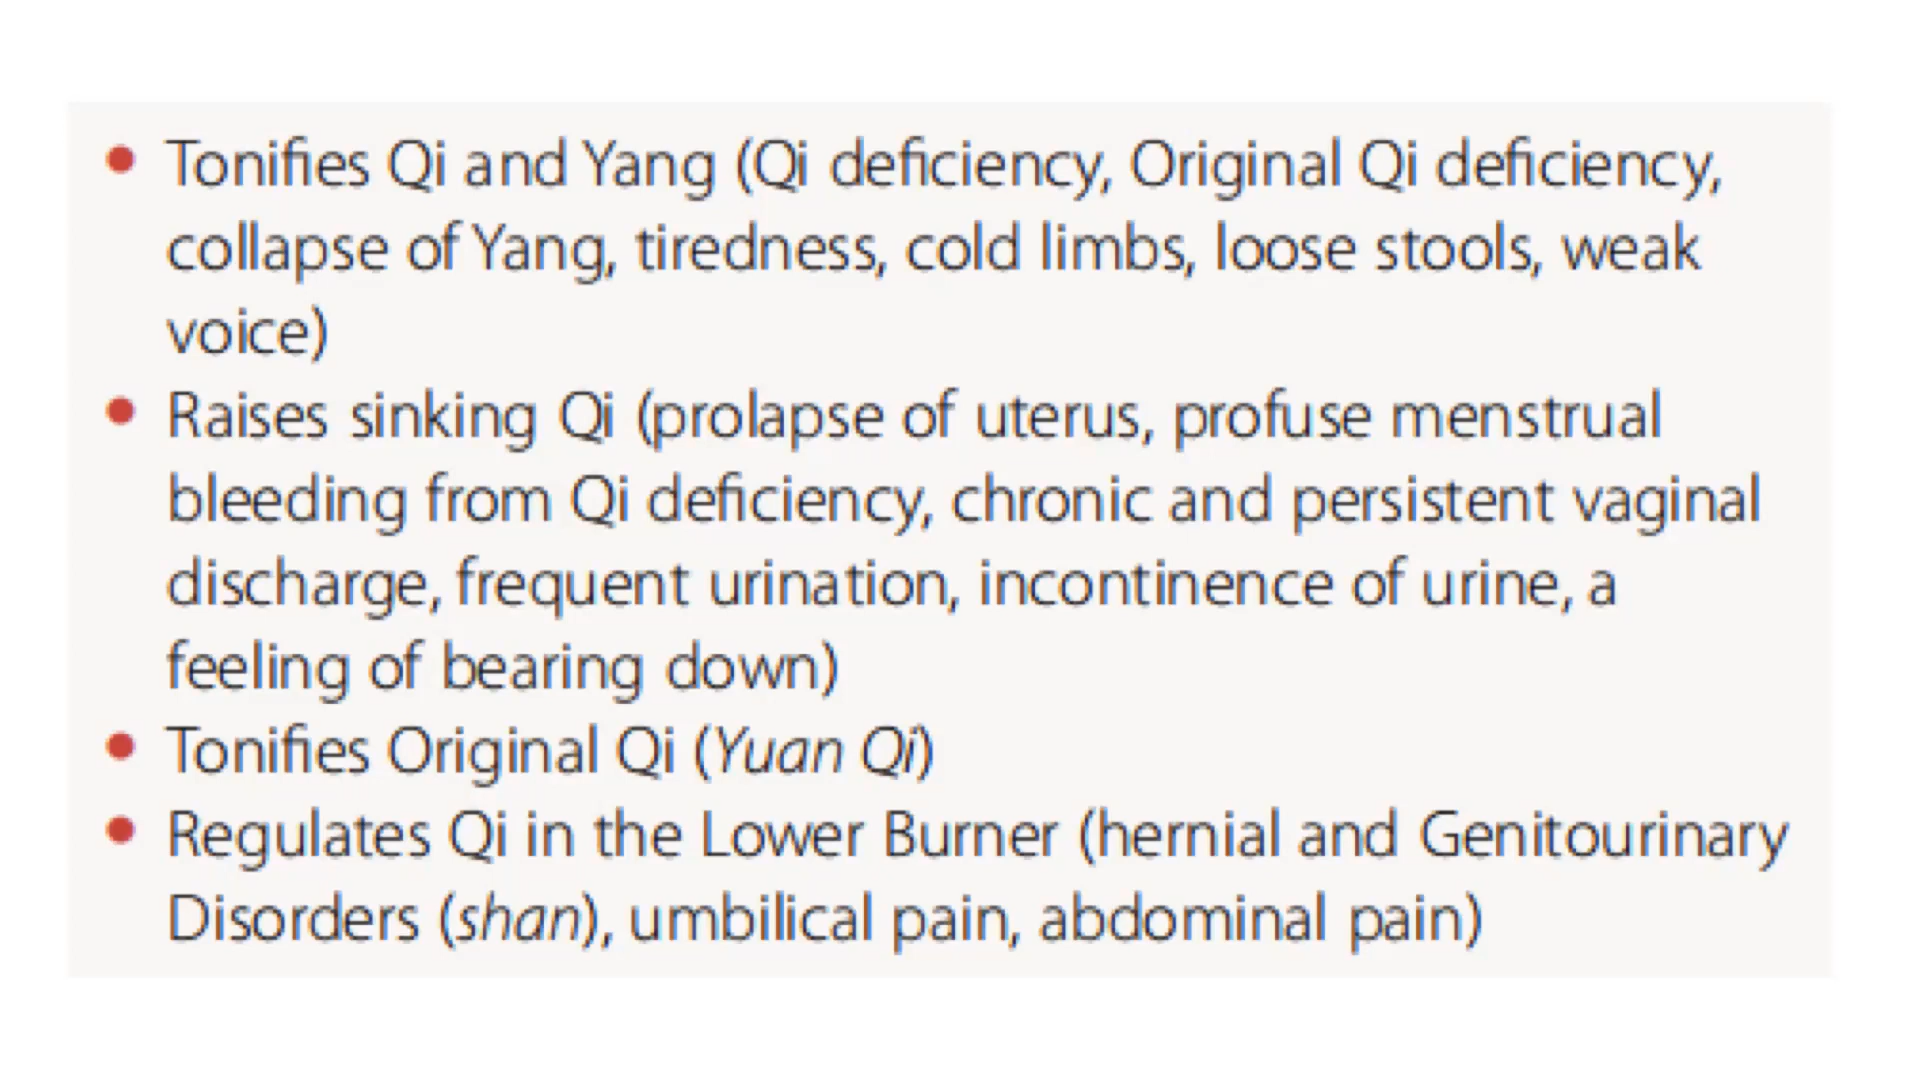 • Tonifies Qi and Yang (Qi deficiency, Original Qi deficiency,
collapse of Yang, tiredness, cold limbs, loose stools, weak
voice)
• Raises sinking Qi (prolapse of uterus, profuse menstrual
bleeding from Qi deficiency, chronic and persistent vaginal
discharge, frequent urination, incontinence of urine, a
feeling of bearing down)
• Tonifies Original Qi (Yuan Qi)
• Regulates Qi in the Lower Burner (hernial and Genitourinary
Disorders (shan), umbilical pain, abdominal pain)